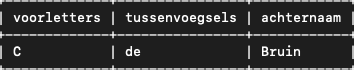 | voorletters | tussenvoegsels | achternaam |
| C | de | Bruin |